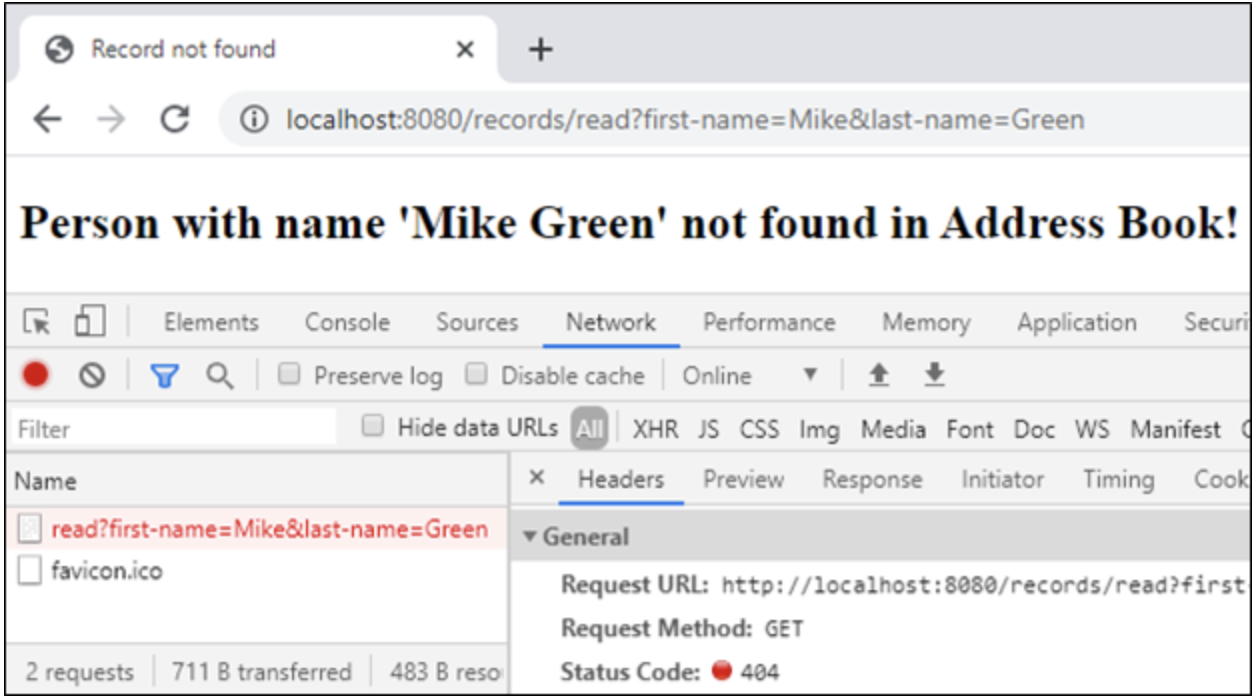 Record not found
localhost:8080/records/read?first-name=Mike&last-name=Green
Person with name 'Mike Green' not found in Address Book!
Elements Console Sources Network Performance Memory Application Securi
Preserve log Disable cache Online
Filter Hide data URLs All XHR JS CSS Img Media Font Doc WS Manifest
Name
Headers Preview Response Initiator Timing Cook
read?first-name=Mike&last-name=Green
General
favicon.ico
Request URL: http://localhost:8080/records/read?first-
Request Method: GET
2 requests 711 B transferred 483 B reso
Status Code: 404